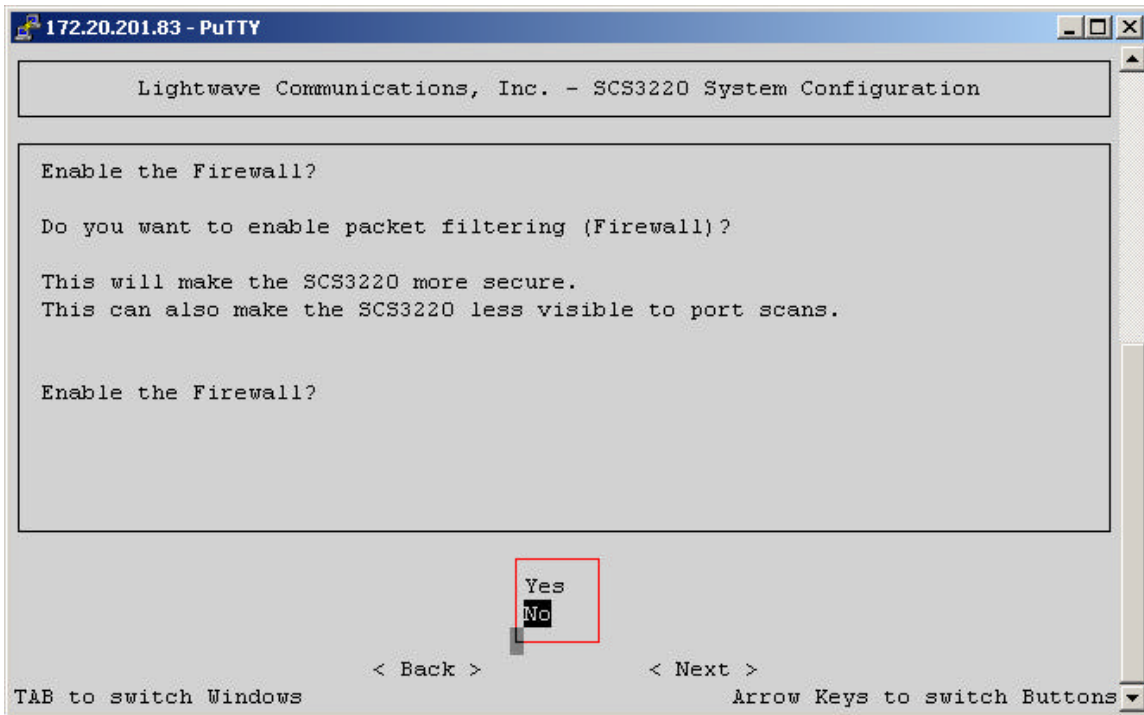 172.20.201.83 - PuTTY
Lightwave Communications, Inc. - SCS3220 System Configuration
Enable the Firewall?
Do you want to enable packet filtering (Firewall)?
This will make the SCS3220 more secure.
This can also make the SCS3220 less visible to port scans.
Enable the Firewall?
Yes
No
< Back > < Next >
TAB to switch Windows Arrow Keys to switch Buttons